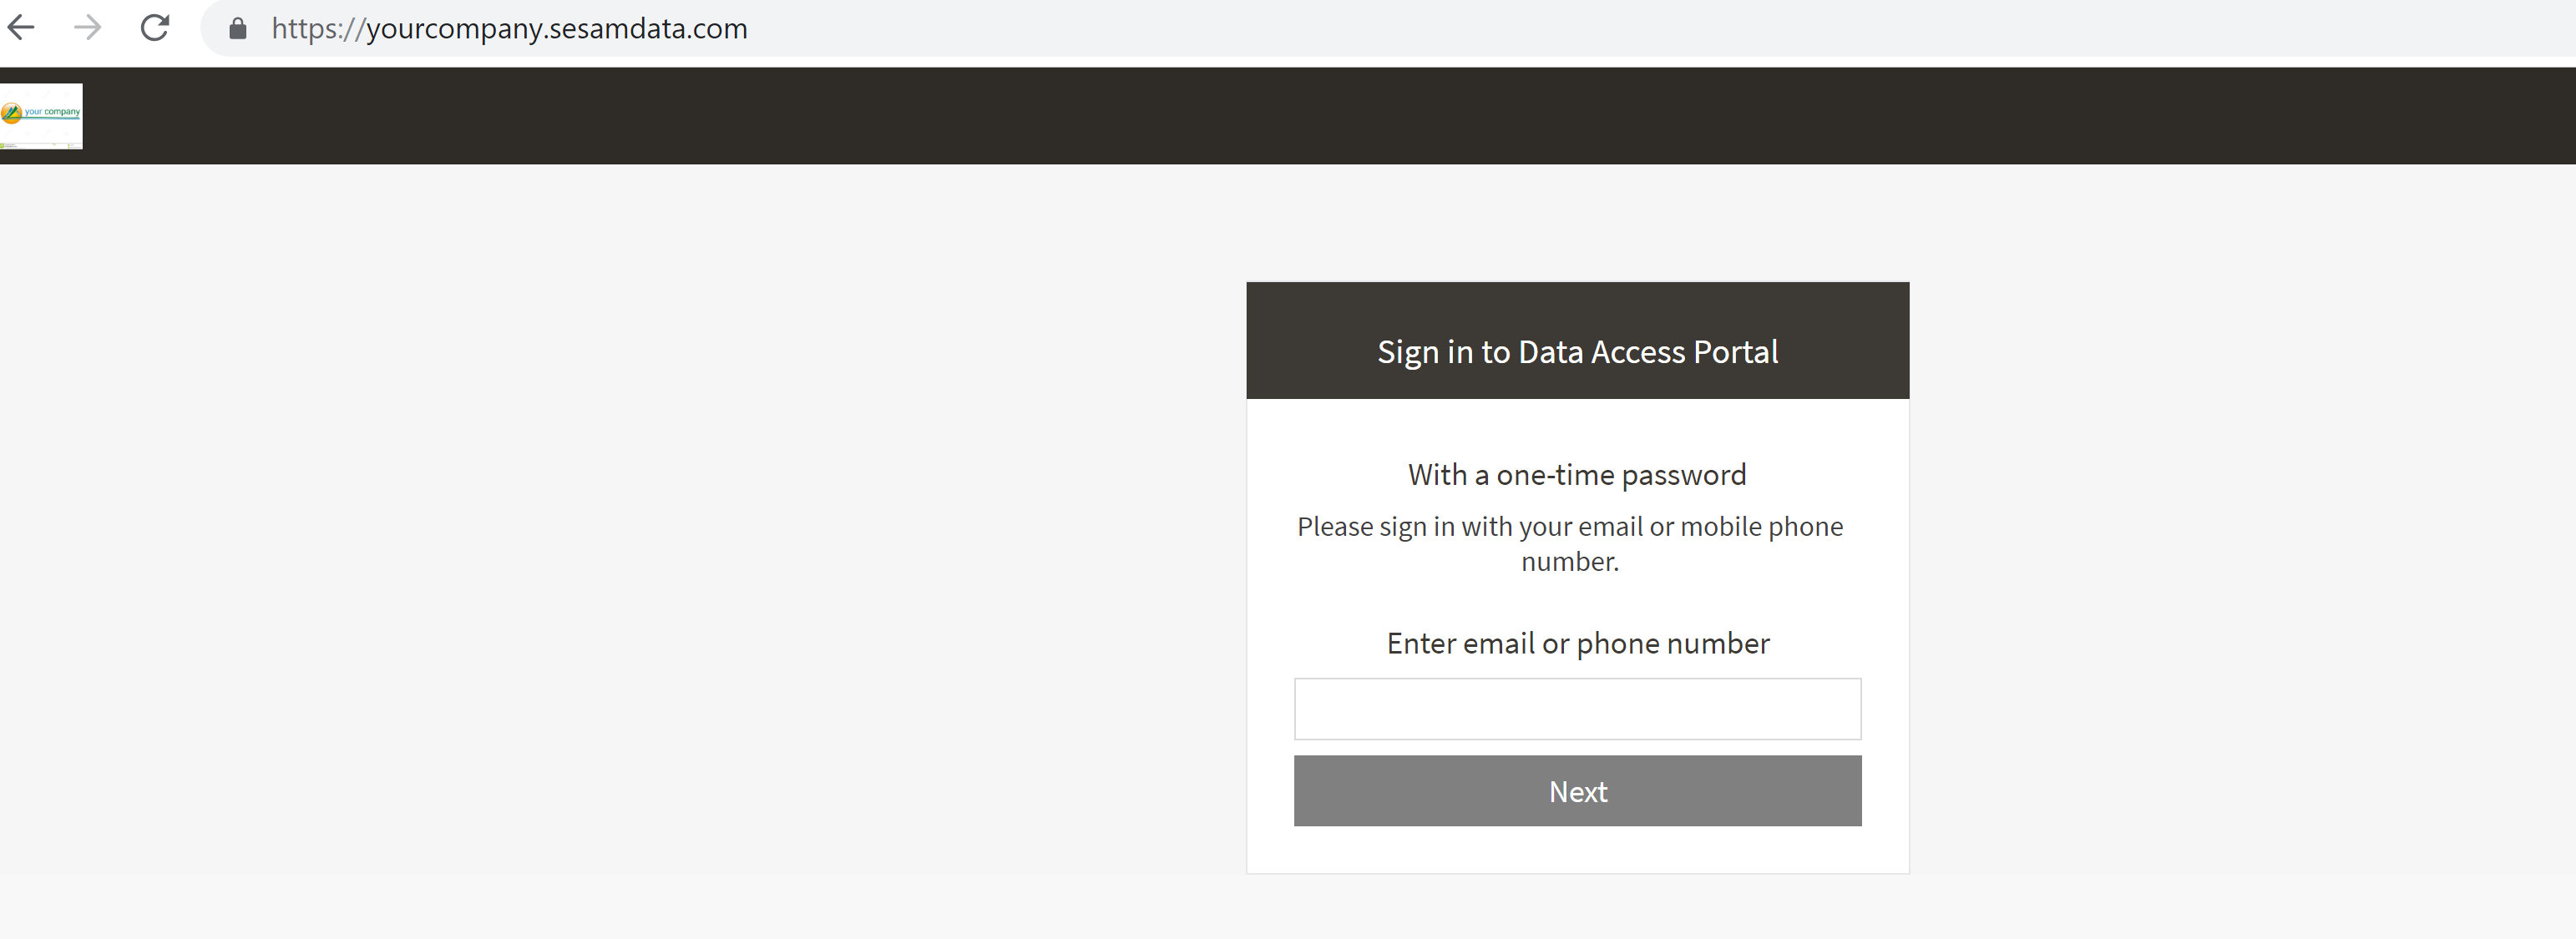 https://yourcompany.sesamdata.com
your company
Sign in to Data Access Portal
With a one-time password
Please sign in with your email or mobile phone
number.
Enter email or phone number
Next